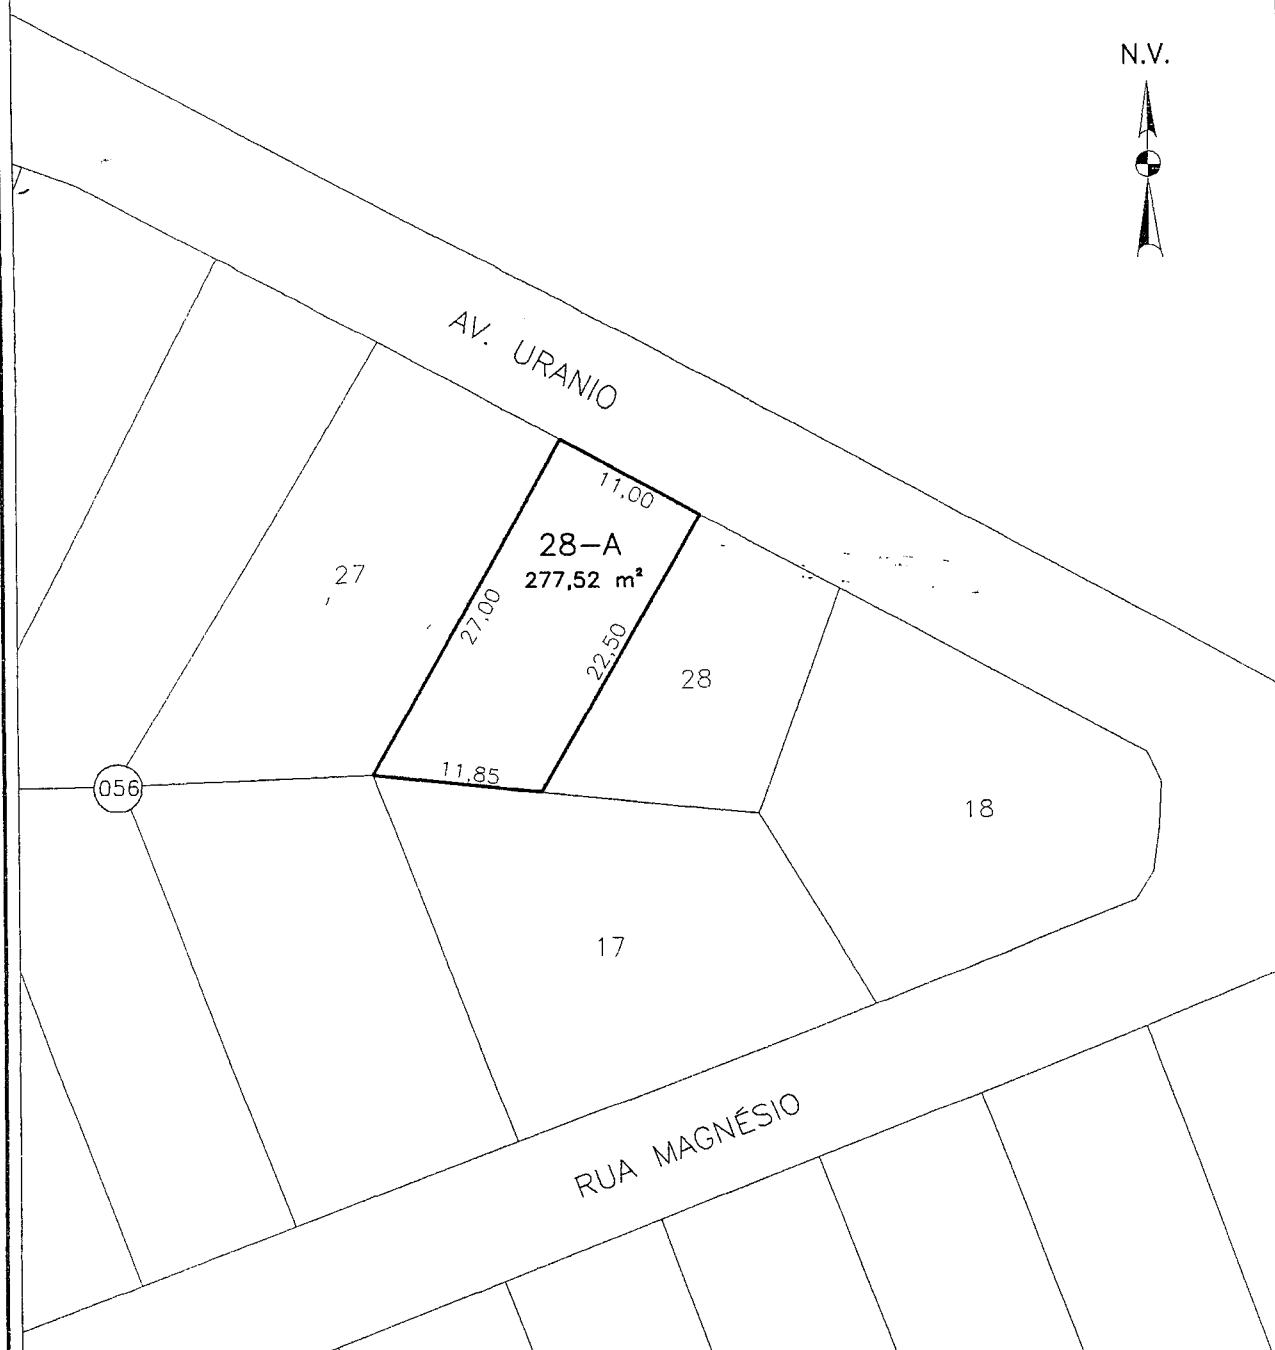 N.V.
AV. URANIO
11,00
28-A
277,52 m²
27
27,00
22,50
28
11,85
056
18
17
RUA MAGNÉSIO